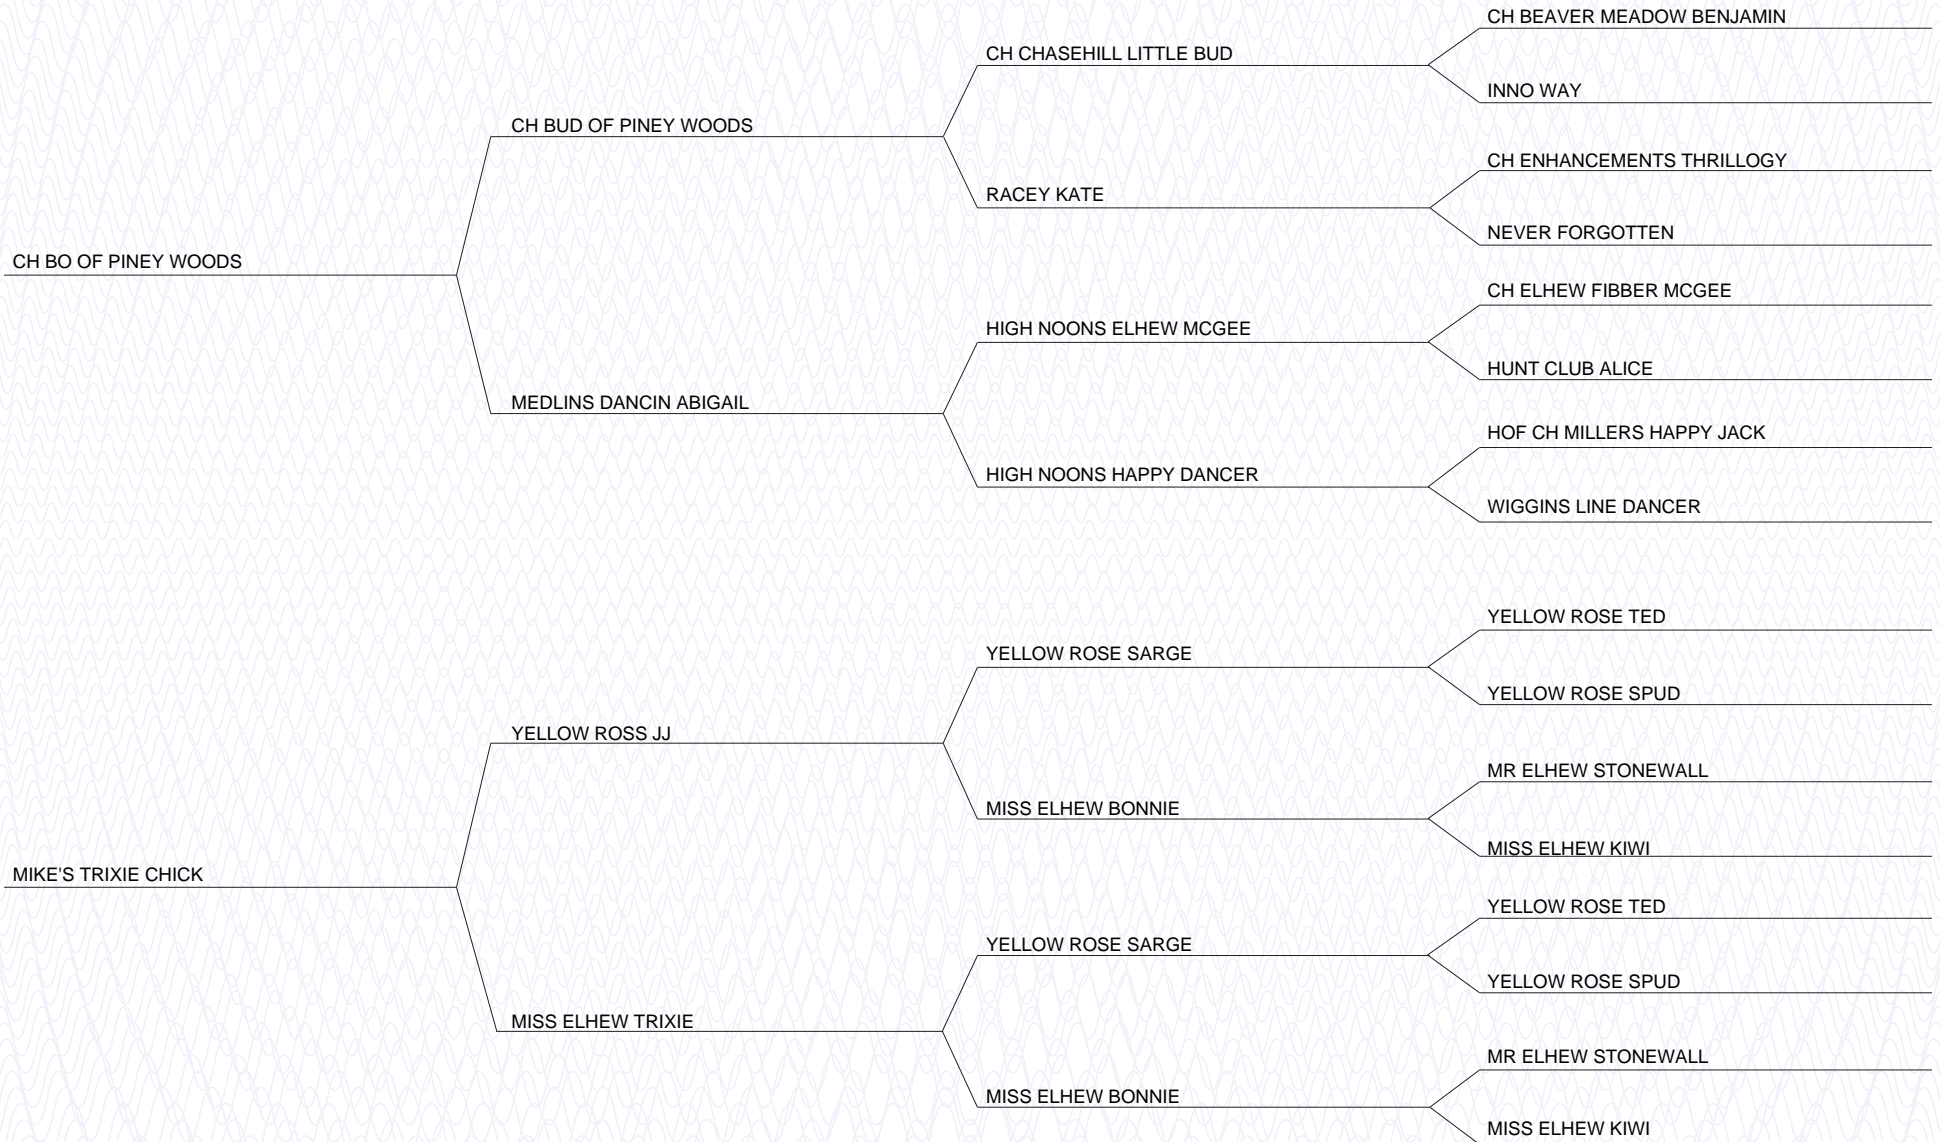 CH BEAVER MEADOW BENJAMIN
CH CHASEHILL LITTLE BUD
INNO WAY
CH BUD OF PINEY WOODS
CH ENHANCEMENTS THRILLOGY
RACEY KATE
NEVER FORGOTTEN
CH BO OF PINEY WOODS
CH ELHEW FIBBER MCGEE
HIGH NOONS ELHEW MCGEE
HUNT CLUB ALICE
MEDLINS DANCIN ABIGAIL
HOF CH MILLERS HAPPY JACK
HIGH NOONS HAPPY DANCER
WIGGINS LINE DANCER
YELLOW ROSE TED
YELLOW ROSE SARGE
YELLOW ROSE SPUD
YELLOW ROSS JJ
MR ELHEW STONEWALL
MISS ELHEW BONNIE
MISS ELHEW KIWI
MIKE'S TRIXIE CHICK
YELLOW ROSE TED
YELLOW ROSE SARGE
YELLOW ROSE SPUD
MISS ELHEW TRIXIE
MR ELHEW STONEWALL
MISS ELHEW BONNIE
MISS ELHEW KIWI